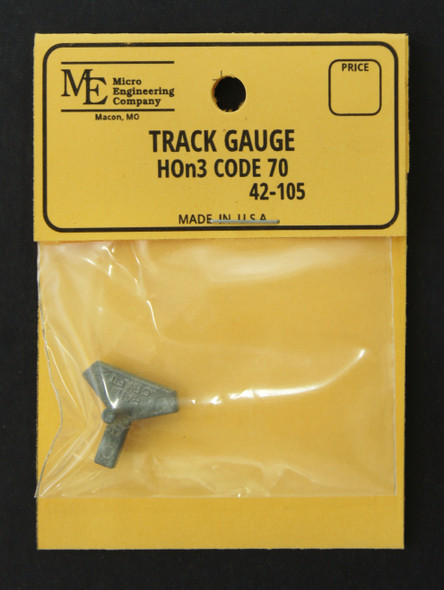 ME Micro
Engineering
Company
Macon, MO
PRICE
TRACK GAUGE
HOn3 CODE 70
42-105
MADE IN U.S.A.